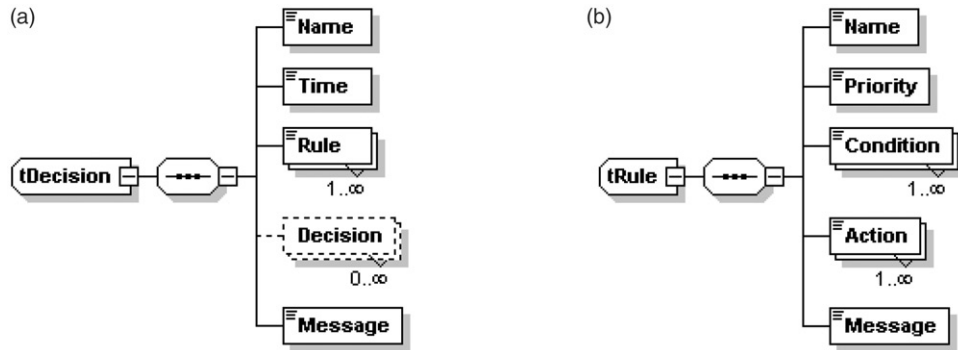 (a)
tDecision
Name
Time
Rule
1..∞
Decision
0..∞
Message
(b)
tRule
Name
Priority
Condition
1..∞
Action
1..∞
Message